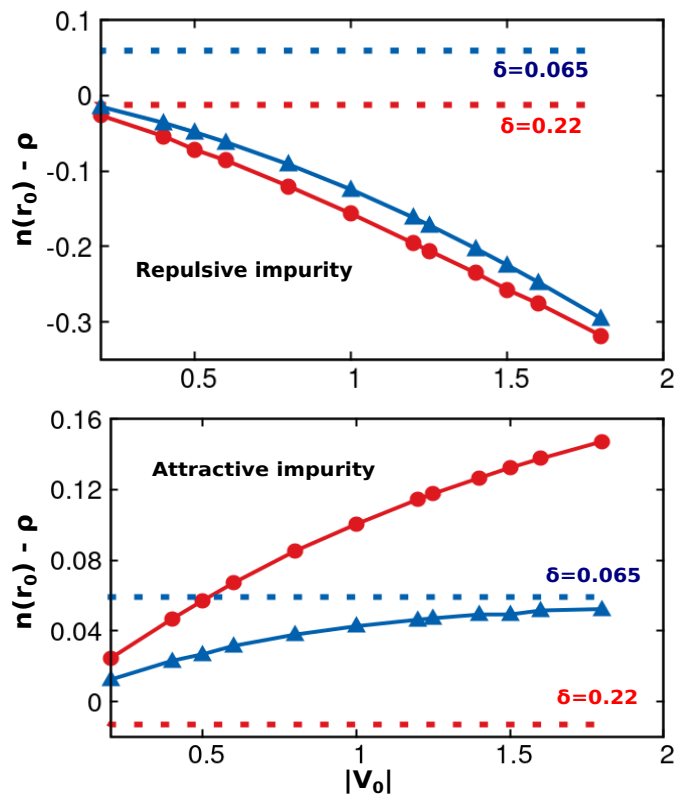 0.1
δ=0.065
0
δ=0.22
-0.1
n(r₀) - ρ
-0.2
Repulsive impurity
-0.3
0.5
1
1.5
2
0.16
Attractive impurity
0.12
n(r₀) - ρ
0.08
δ=0.065
0.04
δ=0.22
0
0.5
1
1.5
2
|V₀|